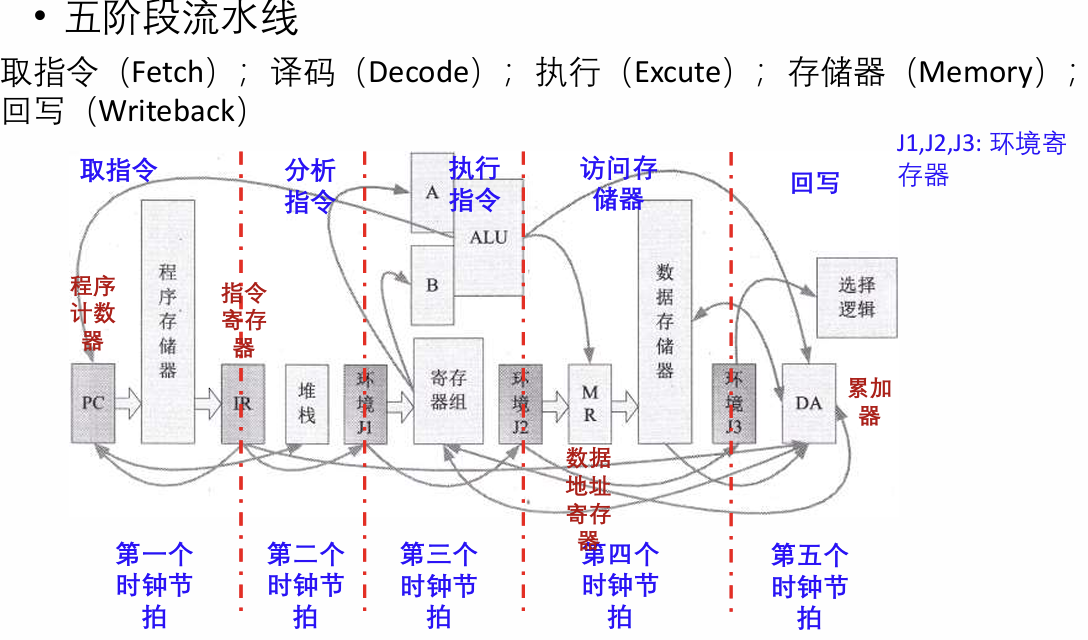 • 五阶段流水线
取指令（Fetch）；译码（Decode）；执行（Excute）；存储器（Memory）；
回写（Writeback）
J1,J2,J3: 环境寄
存器
取指令
分析
指令
执行
指令
访问存
储器
回写
A
B
ALU
程序存储器
数据存储器
选择
逻辑
程序
计数
器
指令
寄存
器
PC
IR
堆栈
环境J1
寄存
器组
环境J2
MR
环境J3
DA
累加
器
数据
地址
寄存
器
第一个
时钟节
拍
第二个
时钟节
拍
第三个
时钟节
拍
第四个
时钟节
拍
第五个
时钟节
拍